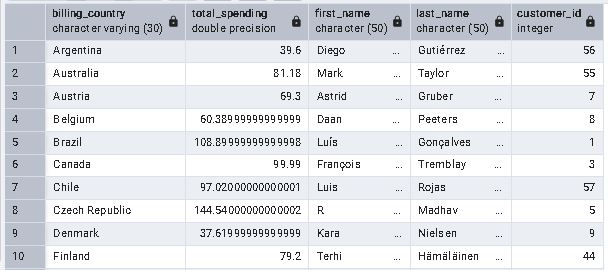 billing_country total_spending first_name last_name customer_id
character varying (30) double precision character (50) character (50) integer
1 Argentina 39.6 Diego ... Gutiérrez ... 56
2 Australia 81.18 Mark ... Taylor ... 55
3 Austria 69.3 Astrid ... Gruber ... 7
4 Belgium 60.38999999999999 Daan ... Peeters ... 8
5 Brazil 108.89999999999998 Luís ... Gonçalves ... 1
6 Canada 99.99 François ... Tremblay ... 3
7 Chile 97.02000000000001 Luis ... Rojas ... 57
8 Czech Republic 144.54000000000002 R ... Madhav ... 5
9 Denmark 37.61999999999999 Kara ... Nielsen ... 9
10 Finland 79.2 Terhi ... Hämäläinen ... 44